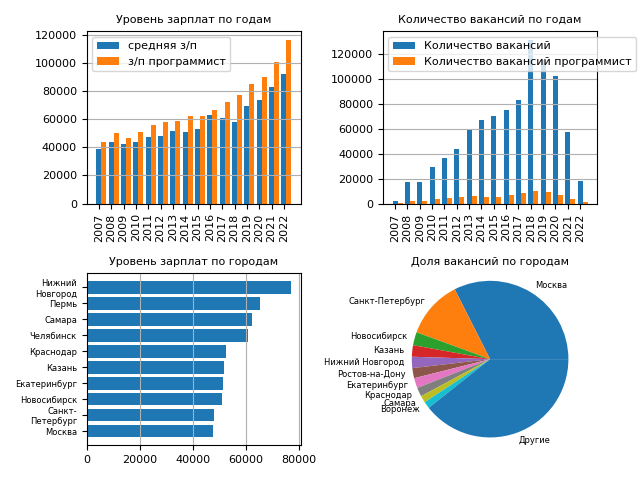 Уровень зарплат по годам
120000
100000
80000
60000
40000
20000
0
средняя з/п
з/п программист
2007
2008
2009
2010
2011
2012
2013
2014
2015
2016
2017
2018
2019
2020
2021
2022
Количество вакансий по годам
120000
100000
80000
60000
40000
20000
0
Количество вакансий
Количество вакансий программист
2007
2008
2009
2010
2011
2012
2013
2014
2015
2016
2017
2018
2019
2020
2021
2022
Уровень зарплат по городам
Нижний
Новгород
Пермь
Самара
Челябинск
Краснодар
Казань
Екатеринбург
Новосибирск
Санкт-
Петербург
Москва
0
20000
40000
60000
80000
Доля вакансий по городам
Москва
Санкт-Петербург
Новосибирск
Казань
Нижний Новгород
Ростов-на-Дону
Екатеринбург
Краснодар
Самара
Воронеж
Другие